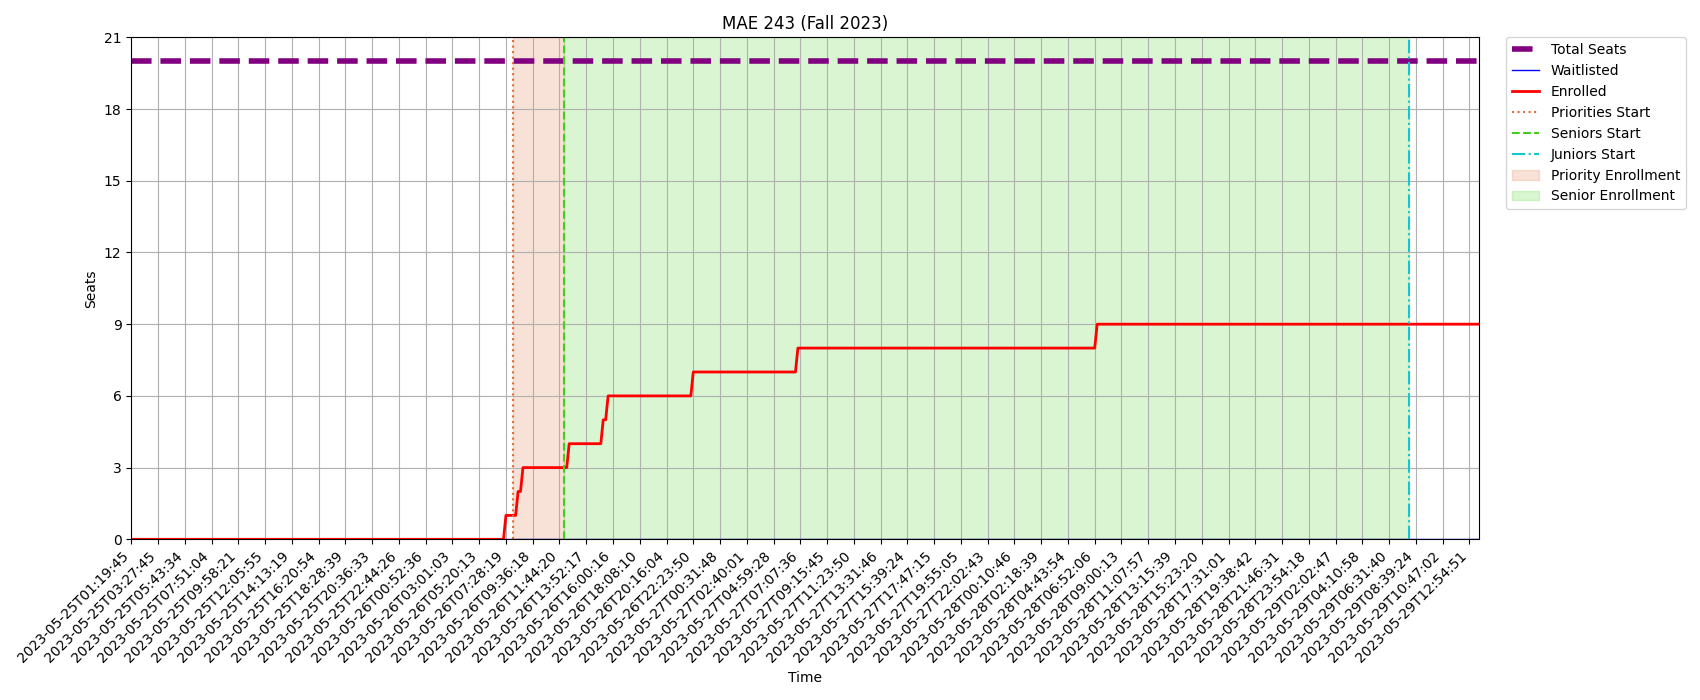 MAE 243 (Fall 2023)
21
18
15
12
9
6
3
0
Seats
Total Seats
Waitlisted
Enrolled
Priorities Start
Seniors Start
Juniors Start
Priority Enrollment
Senior Enrollment
2023-05-25T01:19:45
2023-05-25T03:27:45
2023-05-25T05:43:34
2023-05-25T07:51:04
2023-05-25T09:58:21
2023-05-25T12:05:55
2023-05-25T14:13:19
2023-05-25T16:20:54
2023-05-25T18:28:39
2023-05-25T20:36:33
2023-05-25T22:44:26
2023-05-26T00:52:36
2023-05-26T03:01:03
2023-05-26T05:20:13
2023-05-26T07:28:19
2023-05-26T09:36:18
2023-05-26T11:44:20
2023-05-26T13:52:17
2023-05-26T16:00:16
2023-05-26T18:08:10
2023-05-26T20:16:04
2023-05-26T22:23:50
2023-05-27T00:31:48
2023-05-27T02:40:01
2023-05-27T04:59:28
2023-05-27T07:07:36
2023-05-27T09:15:45
2023-05-27T11:23:50
2023-05-27T13:31:46
2023-05-27T15:39:24
2023-05-27T17:47:15
2023-05-27T19:55:05
2023-05-27T22:02:43
2023-05-28T00:10:46
2023-05-28T02:18:39
2023-05-28T04:43:54
2023-05-28T06:52:06
2023-05-28T09:00:13
2023-05-28T11:07:57
2023-05-28T13:15:39
2023-05-28T15:23:20
2023-05-28T17:31:01
2023-05-28T19:38:42
2023-05-28T21:46:31
2023-05-28T23:54:18
2023-05-29T02:02:47
2023-05-29T04:10:58
2023-05-29T06:31:40
2023-05-29T08:39:24
2023-05-29T10:47:02
2023-05-29T12:54:51
Time